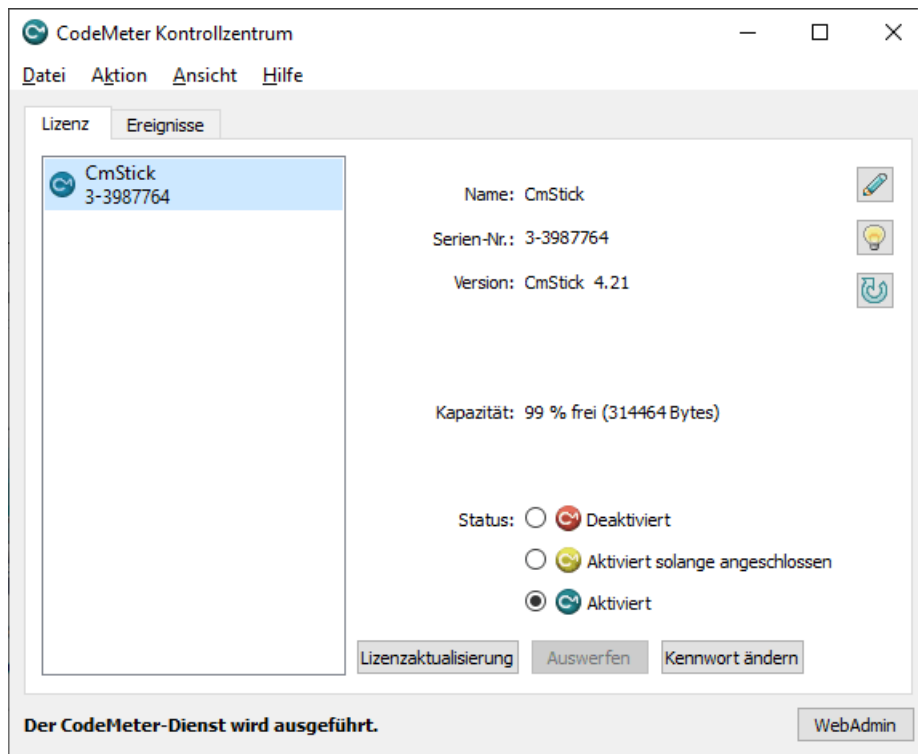 CodeMeter Kontrollzentrum
Datei Aktion Ansicht Hilfe
Lizenz Ereignisse
CmStick
3-3987764
Name: CmStick
Serien-Nr.: 3-3987764
Version: CmStick 4.21
Kapazität: 99 % frei (314464 Bytes)
Status: Deaktiviert
Aktiviert solange angeschlossen
Aktiviert
Lizenzaktualisierung Auswerfen Kennwort ändern
Der CodeMeter-Dienst wird ausgeführt. WebAdmin